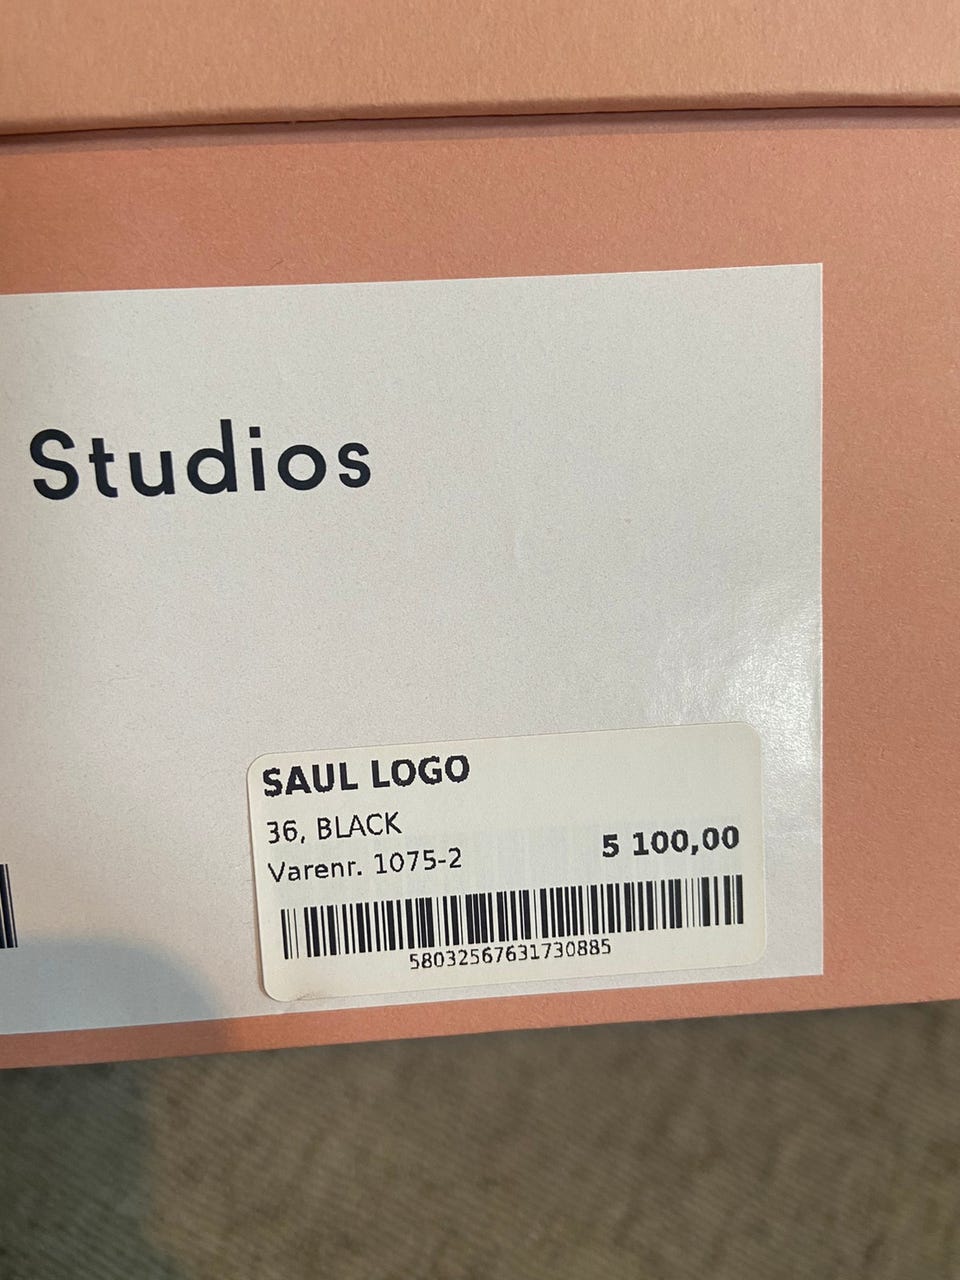 Studios
SAUL LOGO
36, BLACK
Varenr. 1075-2
5 100,00
58032567631730885